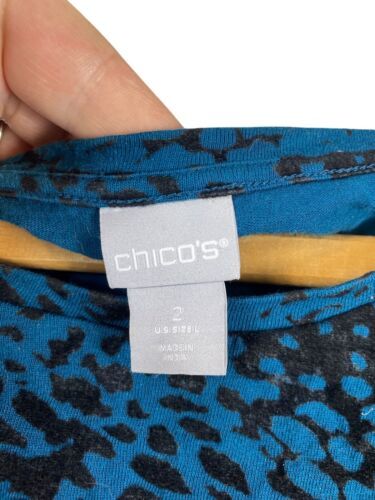 chico's®
2
U.S. SIZE L
MADE IN
INDIA